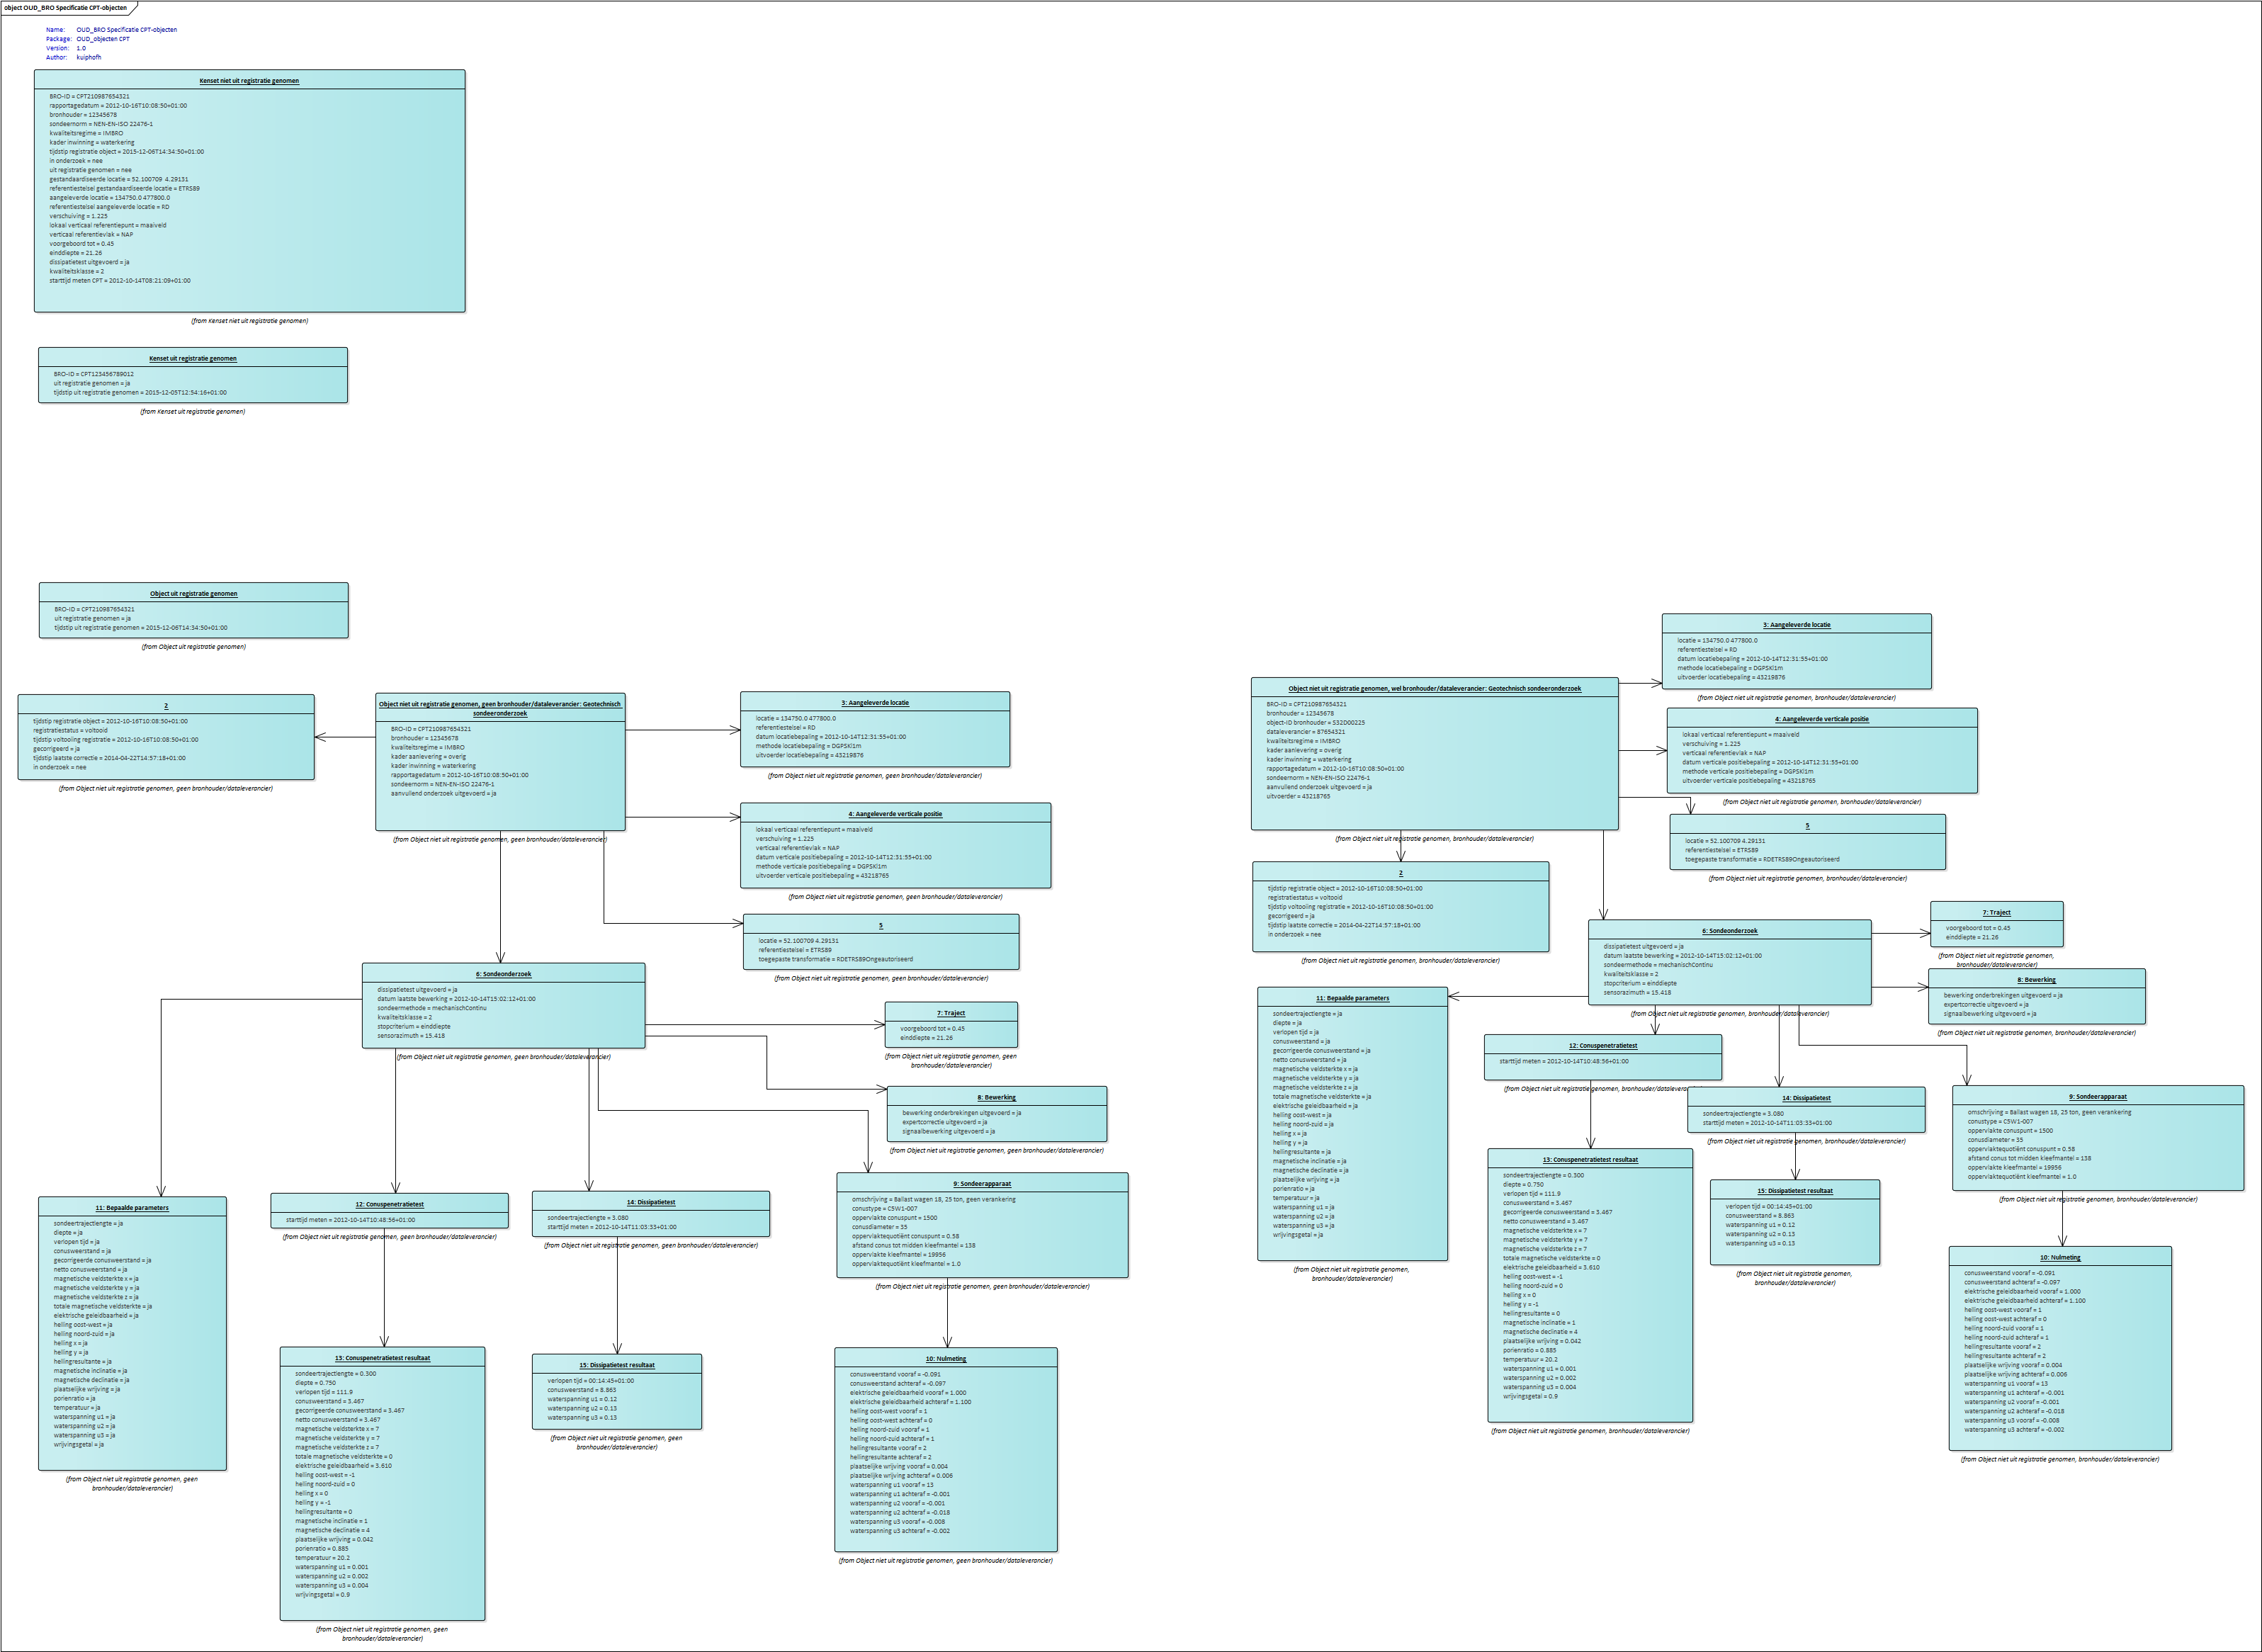 object OUD_BRO Specificatie CPT-objecten
Name: OUD_BRO Specificatie CPT-objecten
Package: OUD_objecten CPT
Version: 1.0
Author: kuiphofh
Kenset niet uit registratie genomen
BRO-ID = CPT210987654321
rapportagedatum = 2012-10-16T10:08:50+01:00
bronhouder = 12345678
sondeernorm = NEN-EN-ISO 22476-1
kwaliteitsregime = IMBRO
kader inwinning = waterkering
tijdstip registratie object = 2015-12-06T14:34:50+01:00
in onderzoek = nee
uit registratie genomen = nee
gestandaardiseerde locatie = 52.100709 4.29131
referentiestelsel gestandaardiseerde locatie = ETRS89
aangeleverde locatie = 134750.0 477800.0
referentiestelsel aangeleverde locatie = RD
verschuiving = 1.225
lokaal verticaal referentiepunt = maaiveld
verticaal referentievlak = NAP
voorgeboord tot = 0.45
einddiepte = 21.26
dissipatietest uitgevoerd = ja
kwaliteitsklasse = 2
starttijd meten CPT = 2012-10-14T08:21:09+01:00
(from Kenset niet uit registratie genomen)
Kenset uit registratie genomen
BRO-ID = CPT123456789012
uit registratie genomen = ja
tijdstip uit registratie genomen = 2015-12-05T12:54:16+01:00
(from Kenset uit registratie genomen)
Object uit registratie genomen
BRO-ID = CPT210987654321
uit registratie genomen = ja
tijdstip uit registratie genomen = 2015-12-06T14:34:50+01:00
(from Object uit registratie genomen)
2
tijdstip registratie object = 2012-10-16T10:08:50+01:00
registratiestatus = voltooid
tijdstip voltooiing registratie = 2012-10-16T10:08:50+01:00
gecorrigeerd = ja
tijdstip laatste correctie = 2014-04-22T14:57:18+01:00
in onderzoek = nee
(from Object niet uit registratie genomen, geen bronhouder/dataleverancier)
Object niet uit registratie genomen, geen bronhouder/dataleverancier: Geotechnisch
sondeeronderzoek
BRO-ID = CPT210987654321
bronhouder = 12345678
kwaliteitsregime = IMBRO
kader aanlevering = overig
kader inwinning = waterkering
rapportagedatum = 2012-10-16T10:08:50+01:00
sondeernorm = NEN-EN-ISO 22476-1
aanvullend onderzoek uitgevoerd = ja
(from Object niet uit registratie genomen, geen bronhouder/dataleverancier)
3: Aangeleverde locatie
locatie = 134750.0 477800.0
referentiestelsel = RD
datum locatiebepaling = 2012-10-14T12:31:55+01:00
methode locatiebepaling = DGPSKl1m
uitvoerder locatiebepaling = 43219876
(from Object niet uit registratie genomen, geen bronhouder/dataleverancier)
4: Aangeleverde verticale positie
lokaal verticaal referentiepunt = maaiveld
verschuiving = 1.225
verticaal referentievlak = NAP
datum verticale positiebepaling = 2012-10-14T12:31:55+01:00
methode verticale positiebepaling = DGPSKl1m
uitvoerder verticale positiebepaling = 43218765
(from Object niet uit registratie genomen, geen bronhouder/dataleverancier)
5
locatie = 52.100709 4.29131
referentiestelsel = ETRS89
toegepaste transformatie = RDETRS89Ongeautoriseerd
(from Object niet uit registratie genomen, geen bronhouder/dataleverancier)
6: Sondeonderzoek
dissipatietest uitgevoerd = ja
datum laatste bewerking = 2012-10-14T15:02:12+01:00
sondeermethode = mechanischContinu
kwaliteitsklasse = 2
stopcriterium = einddiepte
sensorazimuth = 15.418
(from Object niet uit registratie genomen, geen bronhouder/dataleverancier)
7: Traject
voorgeboord tot = 0.45
einddiepte = 21.26
(from Object niet uit registratie genomen, geen
bronhouder/dataleverancier)
8: Bewerking
bewerking onderbrekingen uitgevoerd = ja
expertcorrectie uitgevoerd = ja
signaalbewerking uitgevoerd = ja
(from Object niet uit registratie genomen, geen bronhouder/dataleverancier)
9: Sondeerapparaat
omschrijving = Ballast wagen 18, 25 ton, geen verankering
conustype = CSW1-007
oppervlakte conuspunt = 1500
conusdiameter = 35
oppervlaktequotiënt conuspunt = 0.58
afstand conus tot midden kleefmantel = 138
oppervlakte kleefmantel = 19956
oppervlaktequotiënt kleefmantel = 1.0
(from Object niet uit registratie genomen, geen bronhouder/dataleverancier)
11: Bepaalde parameters
sondeertrajectlengte = ja
diepte = ja
verlopen tijd = ja
conusweerstand = ja
gecorrigeerde conusweerstand = ja
netto conusweerstand = ja
magnetische veldsterkte x = ja
magnetische veldsterkte y = ja
magnetische veldsterkte z = ja
totale magnetische veldsterkte = ja
elektrische geleidbaarheid = ja
helling oost-west = ja
helling noord-zuid = ja
helling x = ja
helling y = ja
hellingresultante = ja
magnetische inclinatie = ja
magnetische declinatie = ja
plaatselijke wrijving = ja
porienratio = ja
temperatuur = ja
waterspanning u1 = ja
waterspanning u2 = ja
waterspanning u3 = ja
wrijvingsgetal = ja
(from Object niet uit registratie genomen, geen
bronhouder/dataleverancier)
12: Conuspenetratietest
starttijd meten = 2012-10-14T10:48:56+01:00
(from Object niet uit registratie genomen, geen bronhouder/dataleverancier)
14: Dissipatietest
sondeertrajectlengte = 3.080
starttijd meten = 2012-10-14T11:03:33+01:00
(from Object niet uit registratie genomen, geen bronhouder/dataleverancier)
13: Conuspenetratietest resultaat
sondeertrajectlengte = 0.300
diepte = 0.750
verlopen tijd = 111.9
conusweerstand = 3.467
gecorrigeerde conusweerstand = 3.467
netto conusweerstand = 3.467
magnetische veldsterkte x = 7
magnetische veldsterkte y = 7
magnetische veldsterkte z = 7
totale magnetische veldsterkte = 0
elektrische geleidbaarheid = 3.610
helling oost-west = -1
helling noord-zuid = 0
helling x = 0
helling y = -1
hellingresultante = 0
magnetische inclinatie = 1
magnetische declinatie = 4
plaatselijke wrijving = 0.042
porienratio = 0.885
temperatuur = 20.2
waterspanning u1 = 0.001
waterspanning u2 = 0.002
waterspanning u3 = 0.004
wrijvingsgetal = 0.9
(from Object niet uit registratie genomen, geen
bronhouder/dataleverancier)
15: Dissipatietest resultaat
verlopen tijd = 00:14:45+01:00
conusweerstand = 8.863
waterspanning u1 = 0.12
waterspanning u2 = 0.13
waterspanning u3 = 0.13
(from Object niet uit registratie genomen, geen
bronhouder/dataleverancier)
10: Nulmeting
conusweerstand vooraf = -0.091
conusweerstand achteraf = -0.097
elektrische geleidbaarheid vooraf = 1.000
elektrische geleidbaarheid achteraf = 1.100
helling oost-west vooraf = 1
helling oost-west achteraf = 0
helling noord-zuid vooraf = 1
helling noord-zuid achteraf = 1
hellingresultante vooraf = 2
hellingresultante achteraf = 2
plaatselijke wrijving vooraf = 0.004
plaatselijke wrijving achteraf = 0.006
waterspanning u1 vooraf = 13
waterspanning u1 achteraf = -0.001
waterspanning u2 vooraf = -0.001
waterspanning u2 achteraf = -0.018
waterspanning u3 vooraf = -0.008
waterspanning u3 achteraf = -0.002
(from Object niet uit registratie genomen, geen bronhouder/dataleverancier)
Object niet uit registratie genomen, wel bronhouder/dataleverancier: Geotechnisch sondeeronderzoek
BRO-ID = CPT210987654321
bronhouder = 12345678
object-ID bronhouder = S32D00225
dataleverancier = 87654321
kwaliteitsregime = IMBRO
kader aanlevering = overig
kader inwinning = waterkering
rapportagedatum = 2012-10-16T10:08:50+01:00
sondeernorm = NEN-EN-ISO 22476-1
aanvullend onderzoek uitgevoerd = ja
uitvoerder = 43218765
(from Object niet uit registratie genomen, bronhouder/dataleverancier)
3: Aangeleverde locatie
locatie = 134750.0 477800.0
referentiestelsel = RD
datum locatiebepaling = 2012-10-14T12:31:55+01:00
methode locatiebepaling = DGPSKl1m
uitvoerder locatiebepaling = 43219876
(from Object niet uit registratie genomen, bronhouder/dataleverancier)
4: Aangeleverde verticale positie
lokaal verticaal referentiepunt = maaiveld
verschuiving = 1.225
verticaal referentievlak = NAP
datum verticale positiebepaling = 2012-10-14T12:31:55+01:00
methode verticale positiebepaling = DGPSKl1m
uitvoerder verticale positiebepaling = 43218765
(from Object niet uit registratie genomen, bronhouder/dataleverancier)
5
locatie = 52.100709 4.29131
referentiestelsel = ETRS89
toegepaste transformatie = RDETRS89Ongeautoriseerd
(from Object niet uit registratie genomen, bronhouder/dataleverancier)
2
tijdstip registratie object = 2012-10-16T10:08:50+01:00
registratiestatus = voltooid
tijdstip voltooiing registratie = 2012-10-16T10:08:50+01:00
gecorrigeerd = ja
tijdstip laatste correctie = 2014-04-22T14:57:18+01:00
in onderzoek = nee
(from Object niet uit registratie genomen, bronhouder/dataleverancier)
6: Sondeonderzoek
dissipatietest uitgevoerd = ja
datum laatste bewerking = 2012-10-14T15:02:12+01:00
sondeermethode = mechanischContinu
kwaliteitsklasse = 2
stopcriterium = einddiepte
sensorazimuth = 15.418
(from Object niet uit registratie genomen, bronhouder/dataleverancier)
7: Traject
voorgeboord tot = 0.45
einddiepte = 21.26
(from Object niet uit registratie genomen,
bronhouder/dataleverancier)
8: Bewerking
bewerking onderbrekingen uitgevoerd = ja
expertcorrectie uitgevoerd = ja
signaalbewerking uitgevoerd = ja
(from Object niet uit registratie genomen, bronhouder/dataleverancier)
11: Bepaalde parameters
sondeertrajectlengte = ja
diepte = ja
verlopen tijd = ja
conusweerstand = ja
gecorrigeerde conusweerstand = ja
netto conusweerstand = ja
magnetische veldsterkte x = ja
magnetische veldsterkte y = ja
magnetische veldsterkte z = ja
totale magnetische veldsterkte = ja
elektrische geleidbaarheid = ja
helling oost-west = ja
helling noord-zuid = ja
helling x = ja
helling y = ja
hellingresultante = ja
magnetische inclinatie = ja
magnetische declinatie = ja
plaatselijke wrijving = ja
porienratio = ja
temperatuur = ja
waterspanning u1 = ja
waterspanning u2 = ja
waterspanning u3 = ja
wrijvingsgetal = ja
(from Object niet uit registratie genomen,
bronhouder/dataleverancier)
12: Conuspenetratietest
starttijd meten = 2012-10-14T10:48:56+01:00
(from Object niet uit registratie genomen,
14: Dissipatietest
sondeertrajectlengte = 3.080
starttijd meten = 2012-10-14T11:03:33+01:00
(from Object niet uit registratie genomen, bronhouder/dataleverancier)
9: Sondeerapparaat
omschrijving = Ballast wagen 18, 25 ton, geen verankering
conustype = CSW1-007
oppervlakte conuspunt = 1500
conusdiameter = 35
oppervlaktequotiënt conuspunt = 0.58
afstand conus tot midden kleefmantel = 138
oppervlakte kleefmantel = 19956
oppervlaktequotiënt kleefmantel = 1.0
(from Object niet uit registratie genomen, bronhouder/dataleverancier)
13: Conuspenetratietest resultaat
sondeertrajectlengte = 0.300
diepte = 0.750
verlopen tijd = 111.9
conusweerstand = 3.467
gecorrigeerde conusweerstand = 3.467
netto conusweerstand = 3.467
magnetische veldsterkte x = 7
magnetische veldsterkte y = 7
magnetische veldsterkte z = 7
totale magnetische veldsterkte = 0
elektrische geleidbaarheid = 3.610
helling oost-west = -1
helling noord-zuid = 0
helling x = 0
helling y = -1
hellingresultante = 0
magnetische inclinatie = 1
magnetische declinatie = 4
plaatselijke wrijving = 0.042
porienratio = 0.885
temperatuur = 20.2
waterspanning u1 = 0.001
waterspanning u2 = 0.002
waterspanning u3 = 0.004
wrijvingsgetal = 0.9
(from Object niet uit registratie genomen, bronhouder/dataleverancier)
15: Dissipatietest resultaat
verlopen tijd = 00:14:45+01:00
conusweerstand = 8.863
waterspanning u1 = 0.12
waterspanning u2 = 0.13
waterspanning u3 = 0.13
(from Object niet uit registratie genomen,
bronhouder/dataleverancier)
10: Nulmeting
conusweerstand vooraf = -0.091
conusweerstand achteraf = -0.097
elektrische geleidbaarheid vooraf = 1.000
elektrische geleidbaarheid achteraf = 1.100
helling oost-west vooraf = 1
helling oost-west achteraf = 0
helling noord-zuid vooraf = 1
helling noord-zuid achteraf = 1
hellingresultante vooraf = 2
hellingresultante achteraf = 2
plaatselijke wrijving vooraf = 0.004
plaatselijke wrijving achteraf = 0.006
waterspanning u1 vooraf = 13
waterspanning u1 achteraf = -0.001
waterspanning u2 vooraf = -0.001
waterspanning u2 achteraf = -0.018
waterspanning u3 vooraf = -0.008
waterspanning u3 achteraf = -0.002
(from Object niet uit registratie genomen, bronhouder/dataleverancier)